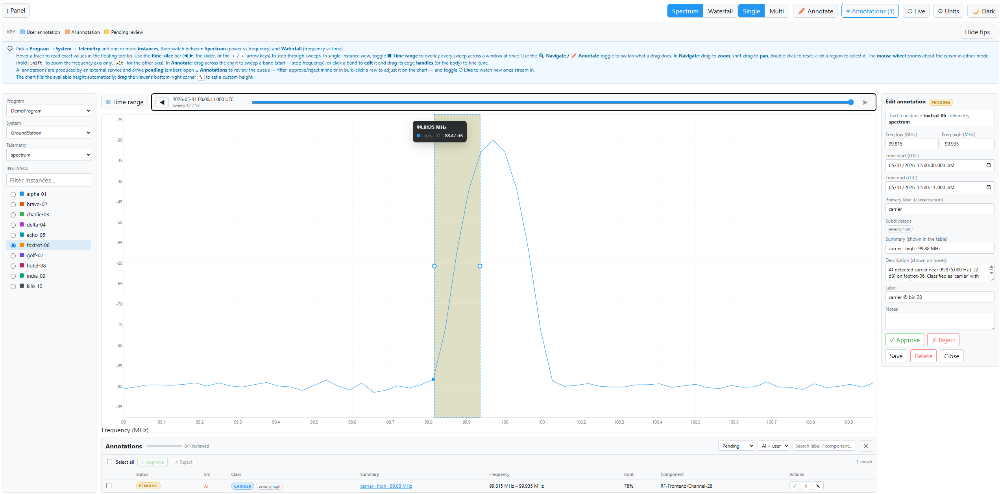 ⟨ Panel
Spectrum Waterfall Single Multi Annotate ≡ Annotations (1) Live Units Dark
KEY User annotation AI annotation Pending review
Hide tips
Pick a Program → System → Telemetry and one or more instances, then switch between Spectrum (power vs frequency) and Waterfall (frequency vs time).
Hover a trace to read exact values in the floating tooltip. Use the time-slice bar (◀ ▶, the slider, or the ←/→ arrow keys) to step through sweeps. In single-instance view, toggle ▦ Time range to overlay every sweep across a window at once. Use the 🔍 Navigate / 🖍 Annotate toggle to switch what a drag does. In Navigate: drag to zoom, shift-drag to pan, double-click to reset, click a region to select it. The mouse wheel zooms about the cursor in either mode
(hold Shift to zoom the frequency axis only, Alt for the other axis). In Annotate: drag across the chart to sweep a band (start → stop frequency), or click a band to edit it and drag its edge handles (or the body) to fine-tune.
AI annotations are produced by an external service and arrive pending (amber); open ≡ Annotations to review the queue — filter, approve/reject inline or in bulk, click a row to adjust it on the chart — and toggle ○ Live to watch new ones stream in.
The chart fills the available height automatically; drag the viewer's bottom-right corner ⤡ to set a custom height.
Program
DemoProgram
System
GroundStation
Telemetry
spectrum
INSTANCE
Filter instances...
alpha-01
bravo-02
charlie-03
delta-04
echo-05
foxtrot-06
golf-07
hotel-08
india-09
kilo-10
▦ Time range
◀ 2026-05-31 00:00:11.000 UTC ▶
Sweep 12 / 12
-25
-30
-35
-40
-45
-50
-55
-60
-65
-70
-75
-80
-85
-90
-95
99.8125 MHz
alpha-01 -88.47 dB
99 99.1 99.2 99.3 99.4 99.5 99.6 99.7 99.8 99.9 100 100.1 100.2 100.3 100.4 100.5 100.6 100.7 100.8 100.9
Frequency (MHz)
Annotations 0/1 reviewed Pending AI + user Search label / component...
Select all ✓ Approve ✗ Reject 1 shown
Status Src Class Summary Frequency Conf. Component Actions
PENDING AI CARRIER severity:high carrier · high · 99.88 MHz 99.815 MHz – 99.935 MHz 78% RF-Frontend/Channel-28 ✓ ✗
Edit annotation PENDING
Tied to instance foxtrot-06 · telemetry
spectrum
Freq low (MHz) Freq high (MHz)
99.815 99.935
Time start (UTC)
05/31/2026 12:00:00.000 AM
Time end (UTC)
05/31/2026 12:00:11.000 AM
Primary label (classification)
carrier
Subdivisions
severity:high
Summary (shown in the table)
carrier · high · 99.88 MHz
Description (shown on hover)
AI-detected carrier near 99,875,000 Hz (-22
dB) on foxtrot-06. Classified as 'carrier' with
Label
carrier @ bin 28
Notes
✓ Approve ✗ Reject
Save Delete Close